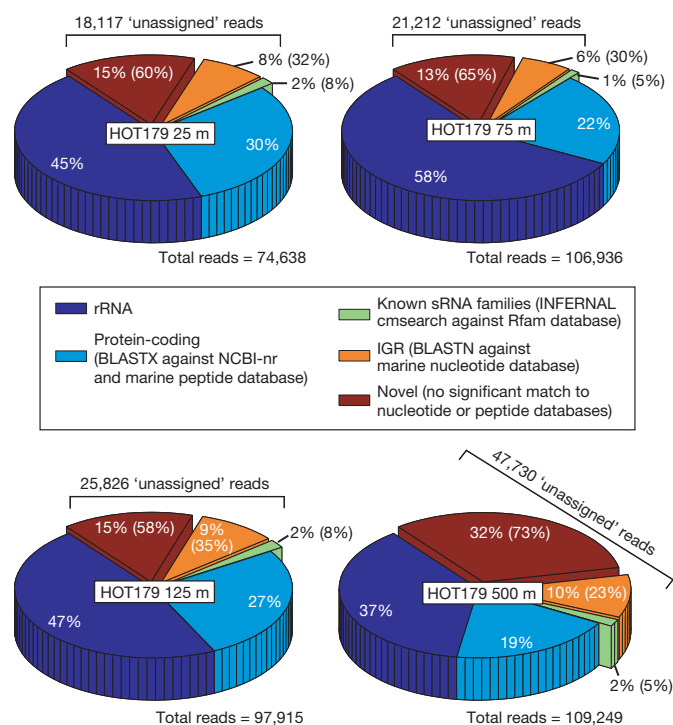 18,117 'unassigned' reads
15% (60%)
8% (32%)
2% (8%)
HOT179 25 m
30%
45%
Total reads = 74,638
21,212 'unassigned' reads
13% (65%)
6% (30%)
1% (5%)
HOT179 75 m
22%
58%
Total reads = 106,936
rRNA
Protein-coding
(BLASTX against NCBI-nr
and marine peptide database)
Known sRNA families (INFERNAL
cmsearch against Rfam database)
IGR (BLASTN against
marine nucleotide database)
Novel (no significant match to
nucleotide or peptide databases)
25,826 'unassigned' reads
15% (58%)
9%
(35%)
2% (8%)
HOT179 125 m
27%
47%
Total reads = 97,915
47,730 'unassigned' reads
32% (73%)
10% (23%)
HOT179 500 m
37%
19%
2% (5%)
Total reads = 109,249